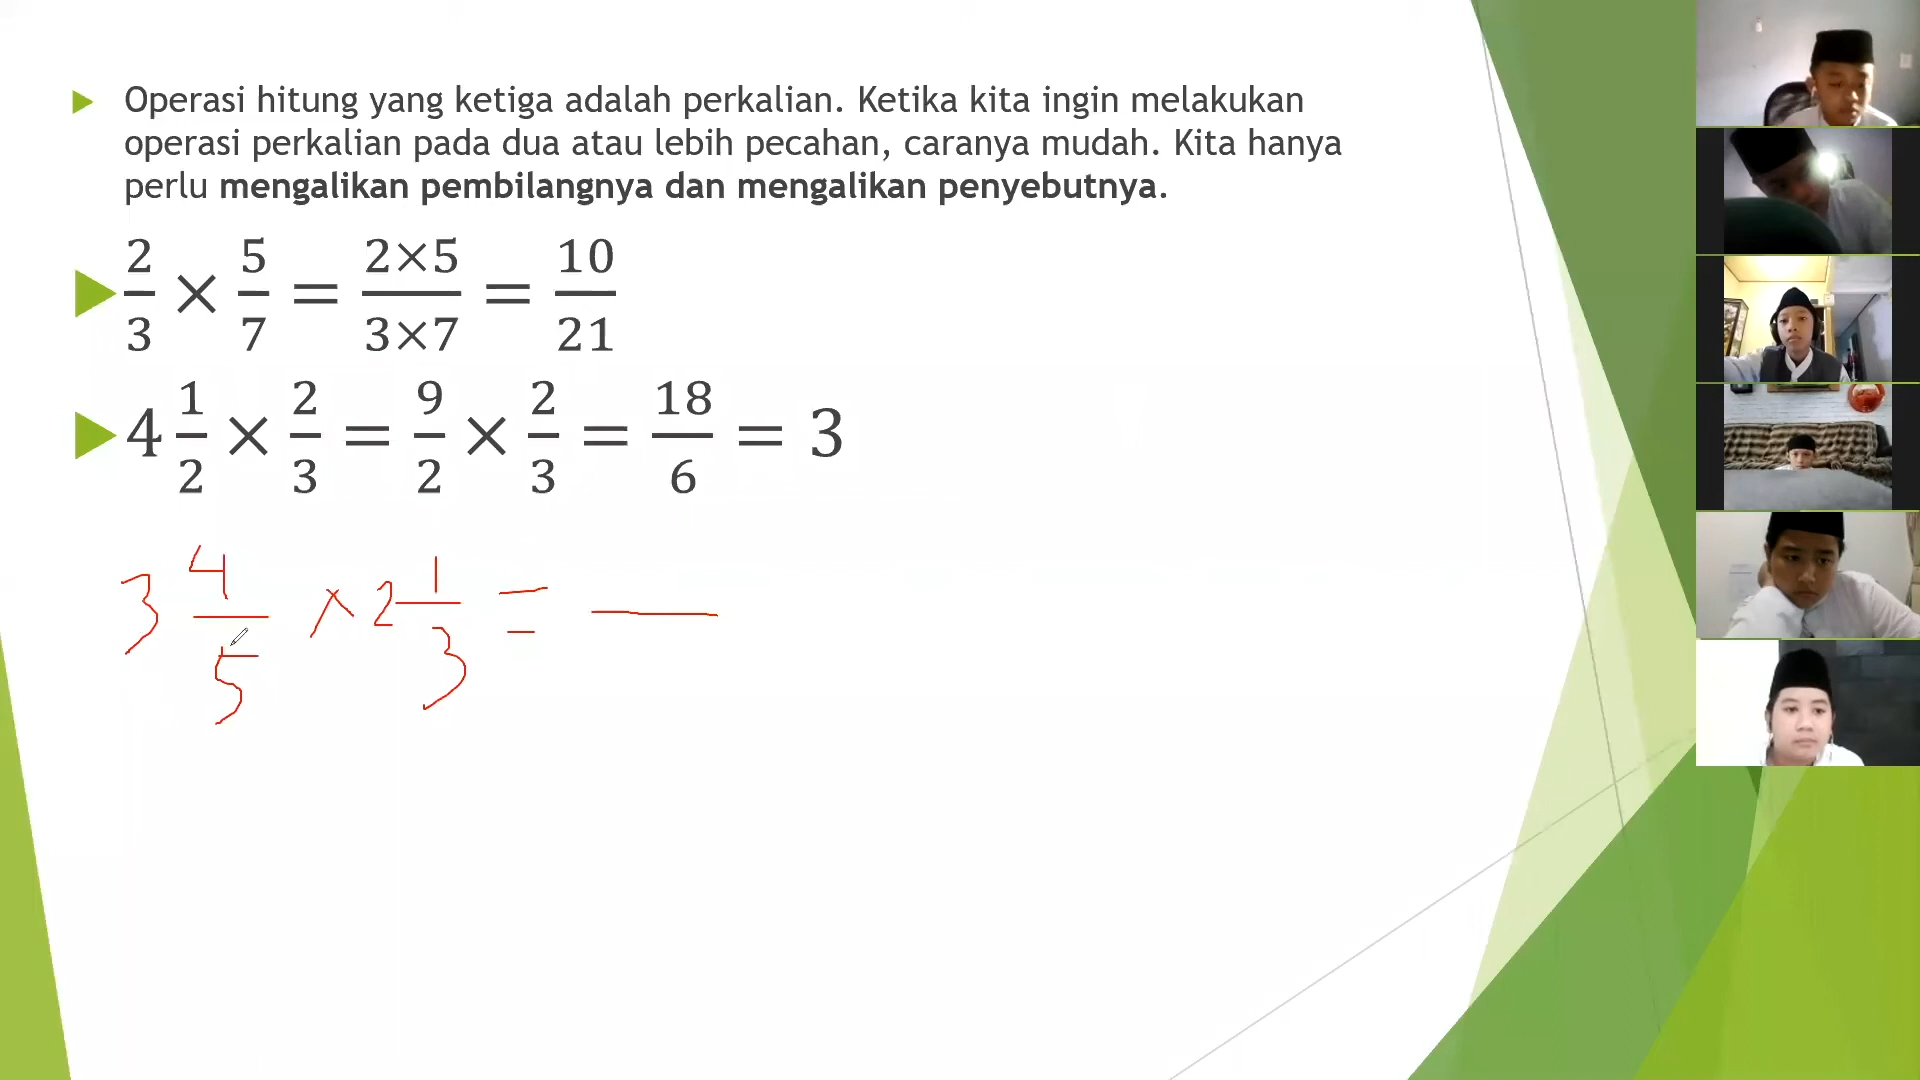 Operasi hitung yang ketiga adalah perkalian. Ketika kita ingin melakukan
operasi perkalian pada dua atau lebih pecahan, caranya mudah. Kita hanya
perlu mengalikan pembilangnya dan mengalikan penyebutnya.
2/3 × 5/7 = 2×5/3×7 = 10/21
4 1/2 × 2/3 = 9/2 × 2/3 = 18/6 = 3
3 4/5 × 2 1/3 = —